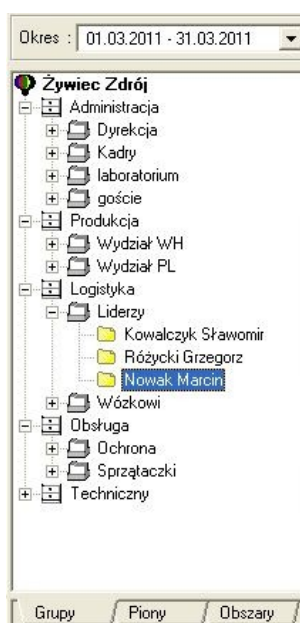 Okres : 01.03.2011 - 31.03.2011
Żywiec Zdrój
Administracja
Dyrekcja
Kadry
laboratorium
goście
Produkcja
Wydział WH
Wydział PL
Logistyka
Liderzy
Kowalczyk Sławomir
Różycki Grzegorz
Nowak Marcin
Wózkowi
Obsługa
Ochrona
Sprzątaczki
Techniczny
Grupy Piony Obszary